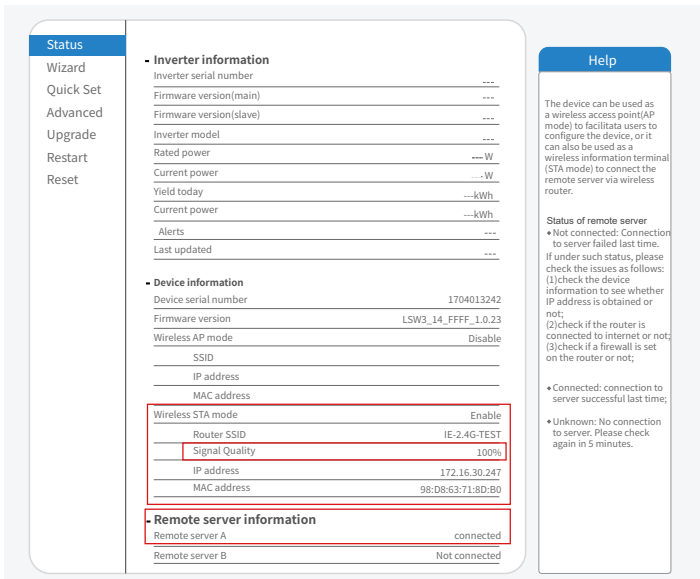 Status
Wizard
Quick Set
Advanced
Upgrade
Restart
Reset
- Inverter information
Inverter serial number ---
Firmware version(main) ---
Firmware version(slave) ---
Inverter model ---
Rated power --- W
Current power --- W
Yield today ---kWh
Current power ---kWh
Alerts ---
Last updated ---
- Device information
Device serial number 1704013242
Firmware version LSW3_14_FFFF_1.0.23
Wireless AP mode Disable
SSID
IP address
MAC address
Wireless STA mode Enable
Router SSID IE-2.4G-TEST
Signal Quality 100%
IP address 172.16.30.247
MAC address 98:D8:63:71:8D:B0
- Remote server information
Remote server A connected
Remote server B Not connected
Help
The device can be used as
a wireless access point(AP
mode) to facilitata users to
configure the device, or it
can also be used as a
wireless information terminal
(STA mode) to connect the
remote server via wireless
router.
Status of remote server
◆Not connected: Connection
to server failed last time.
If under such status, please
check the issues as follows:
(1)check the device
information to see whether
IP address is obtained or
not;
(2)check if the router is
connected to internet or not;
(3)check if a firewall is set
on the router or not;
◆Connected: connection to
server successful last time;
◆Unknown: No connection
to server. Please check
again in 5 minutes.